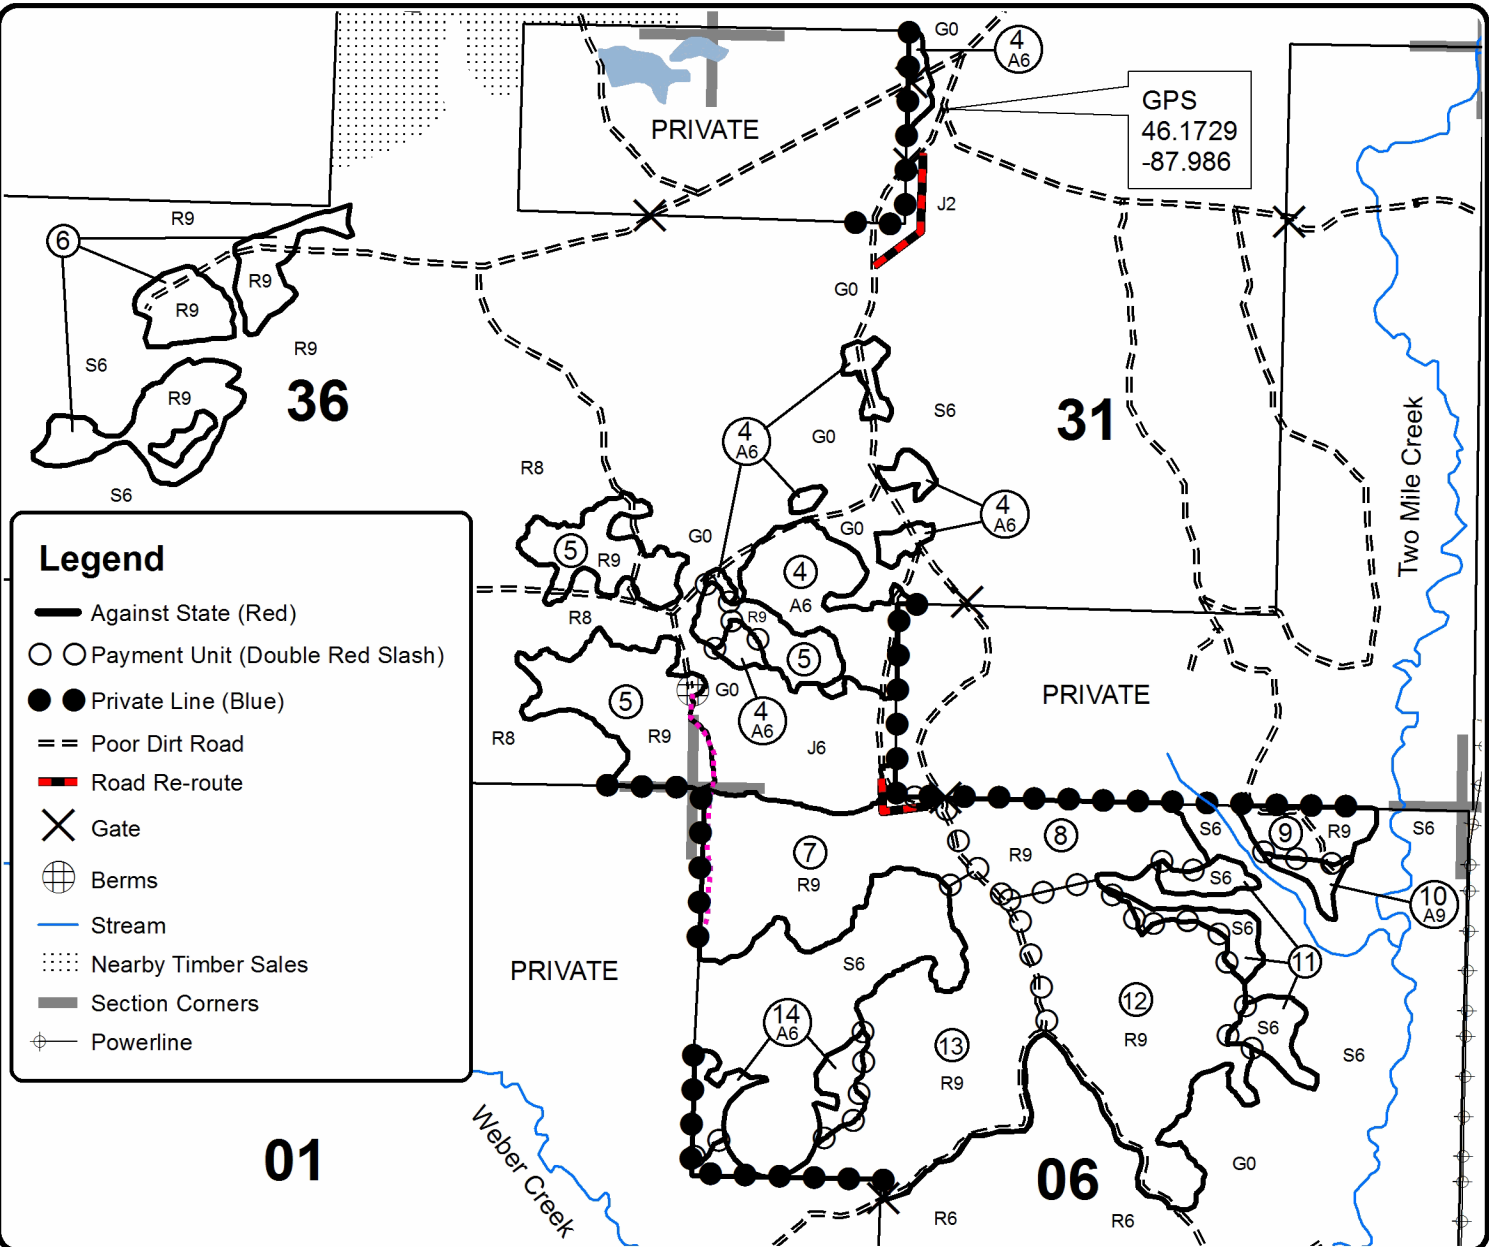 G0
4
A6
GPS
46.1729
-87.986
PRIVATE
J2
R9
6
R9
R9
G0
R9
S6
R9
36
31
S6
4
A6
G0
R8
S6
Two Mile Creek
4
A6
G0
G0
5
R9
4
A6
R8
R9
5
5
G0
4
A6
R8
R9
J6
PRIVATE
Legend
Against State (Red)
Payment Unit (Double Red Slash)
Private Line (Blue)
Poor Dirt Road
Road Re-route
Gate
Berms
Stream
Nearby Timber Sales
Section Corners
Powerline
7
R9
8
R9
S6
9
R9
S6
S6
10
A9
S6
11
PRIVATE
S6
12
R9
S6
S6
14
A6
13
R9
01
Weber Creek
06
G0
R6
R6